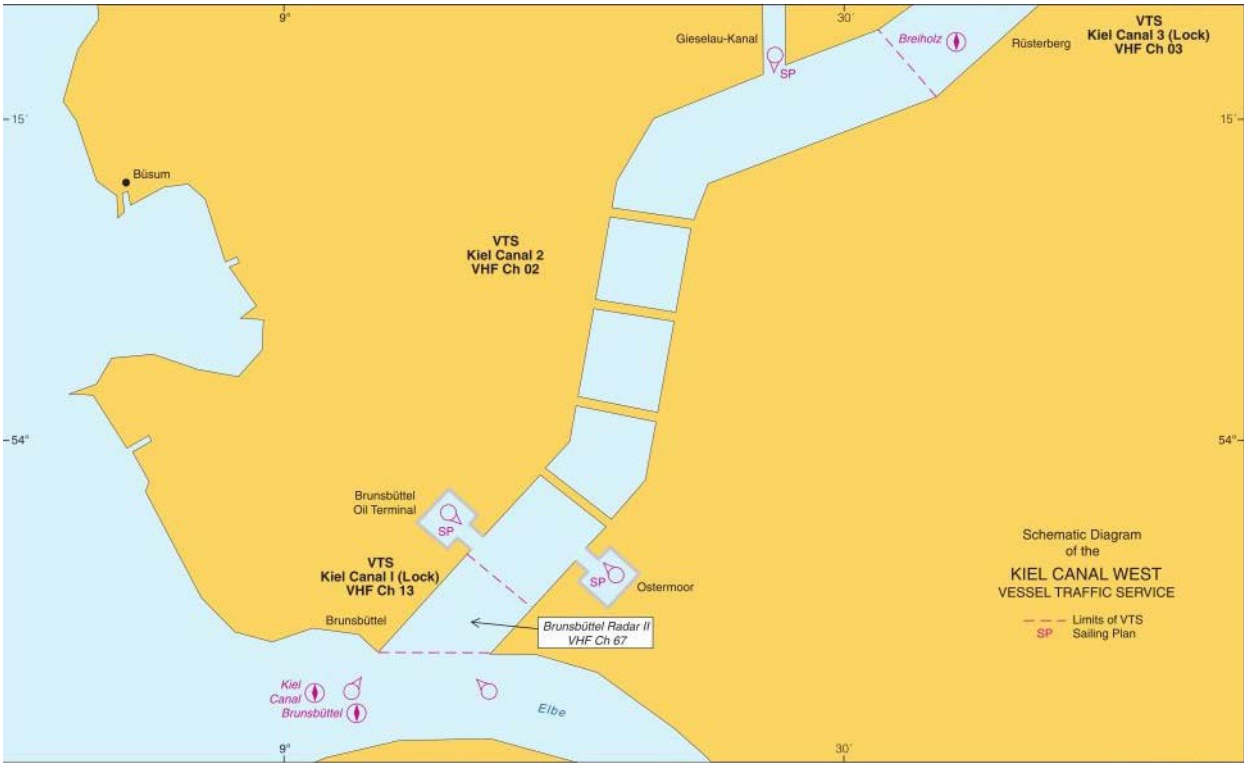 9°
30´
VTS
Kiel Canal 3 (Lock)
VHF Ch 03
Gieselau-Kanal
Breiholz
Rüsterberg
SP
15´
15´
Büsum
VTS
Kiel Canal 2
VHF Ch 02
54°
54°
Brunsbüttel
Oil Terminal
SP
VTS
Kiel Canal I (Lock)
VHF Ch 13
SP
Ostermoor
Schematic Diagram
of the
KIEL CANAL WEST
VESSEL TRAFFIC SERVICE
Limits of VTS
SP Sailing Plan
Brunsbüttel
Brunsbüttel Radar II
VHF Ch 67
Kiel
Canal
Brunsbüttel
Elbe
9°
30´